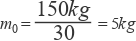 m₀ = 150kg / 30 = 5kg